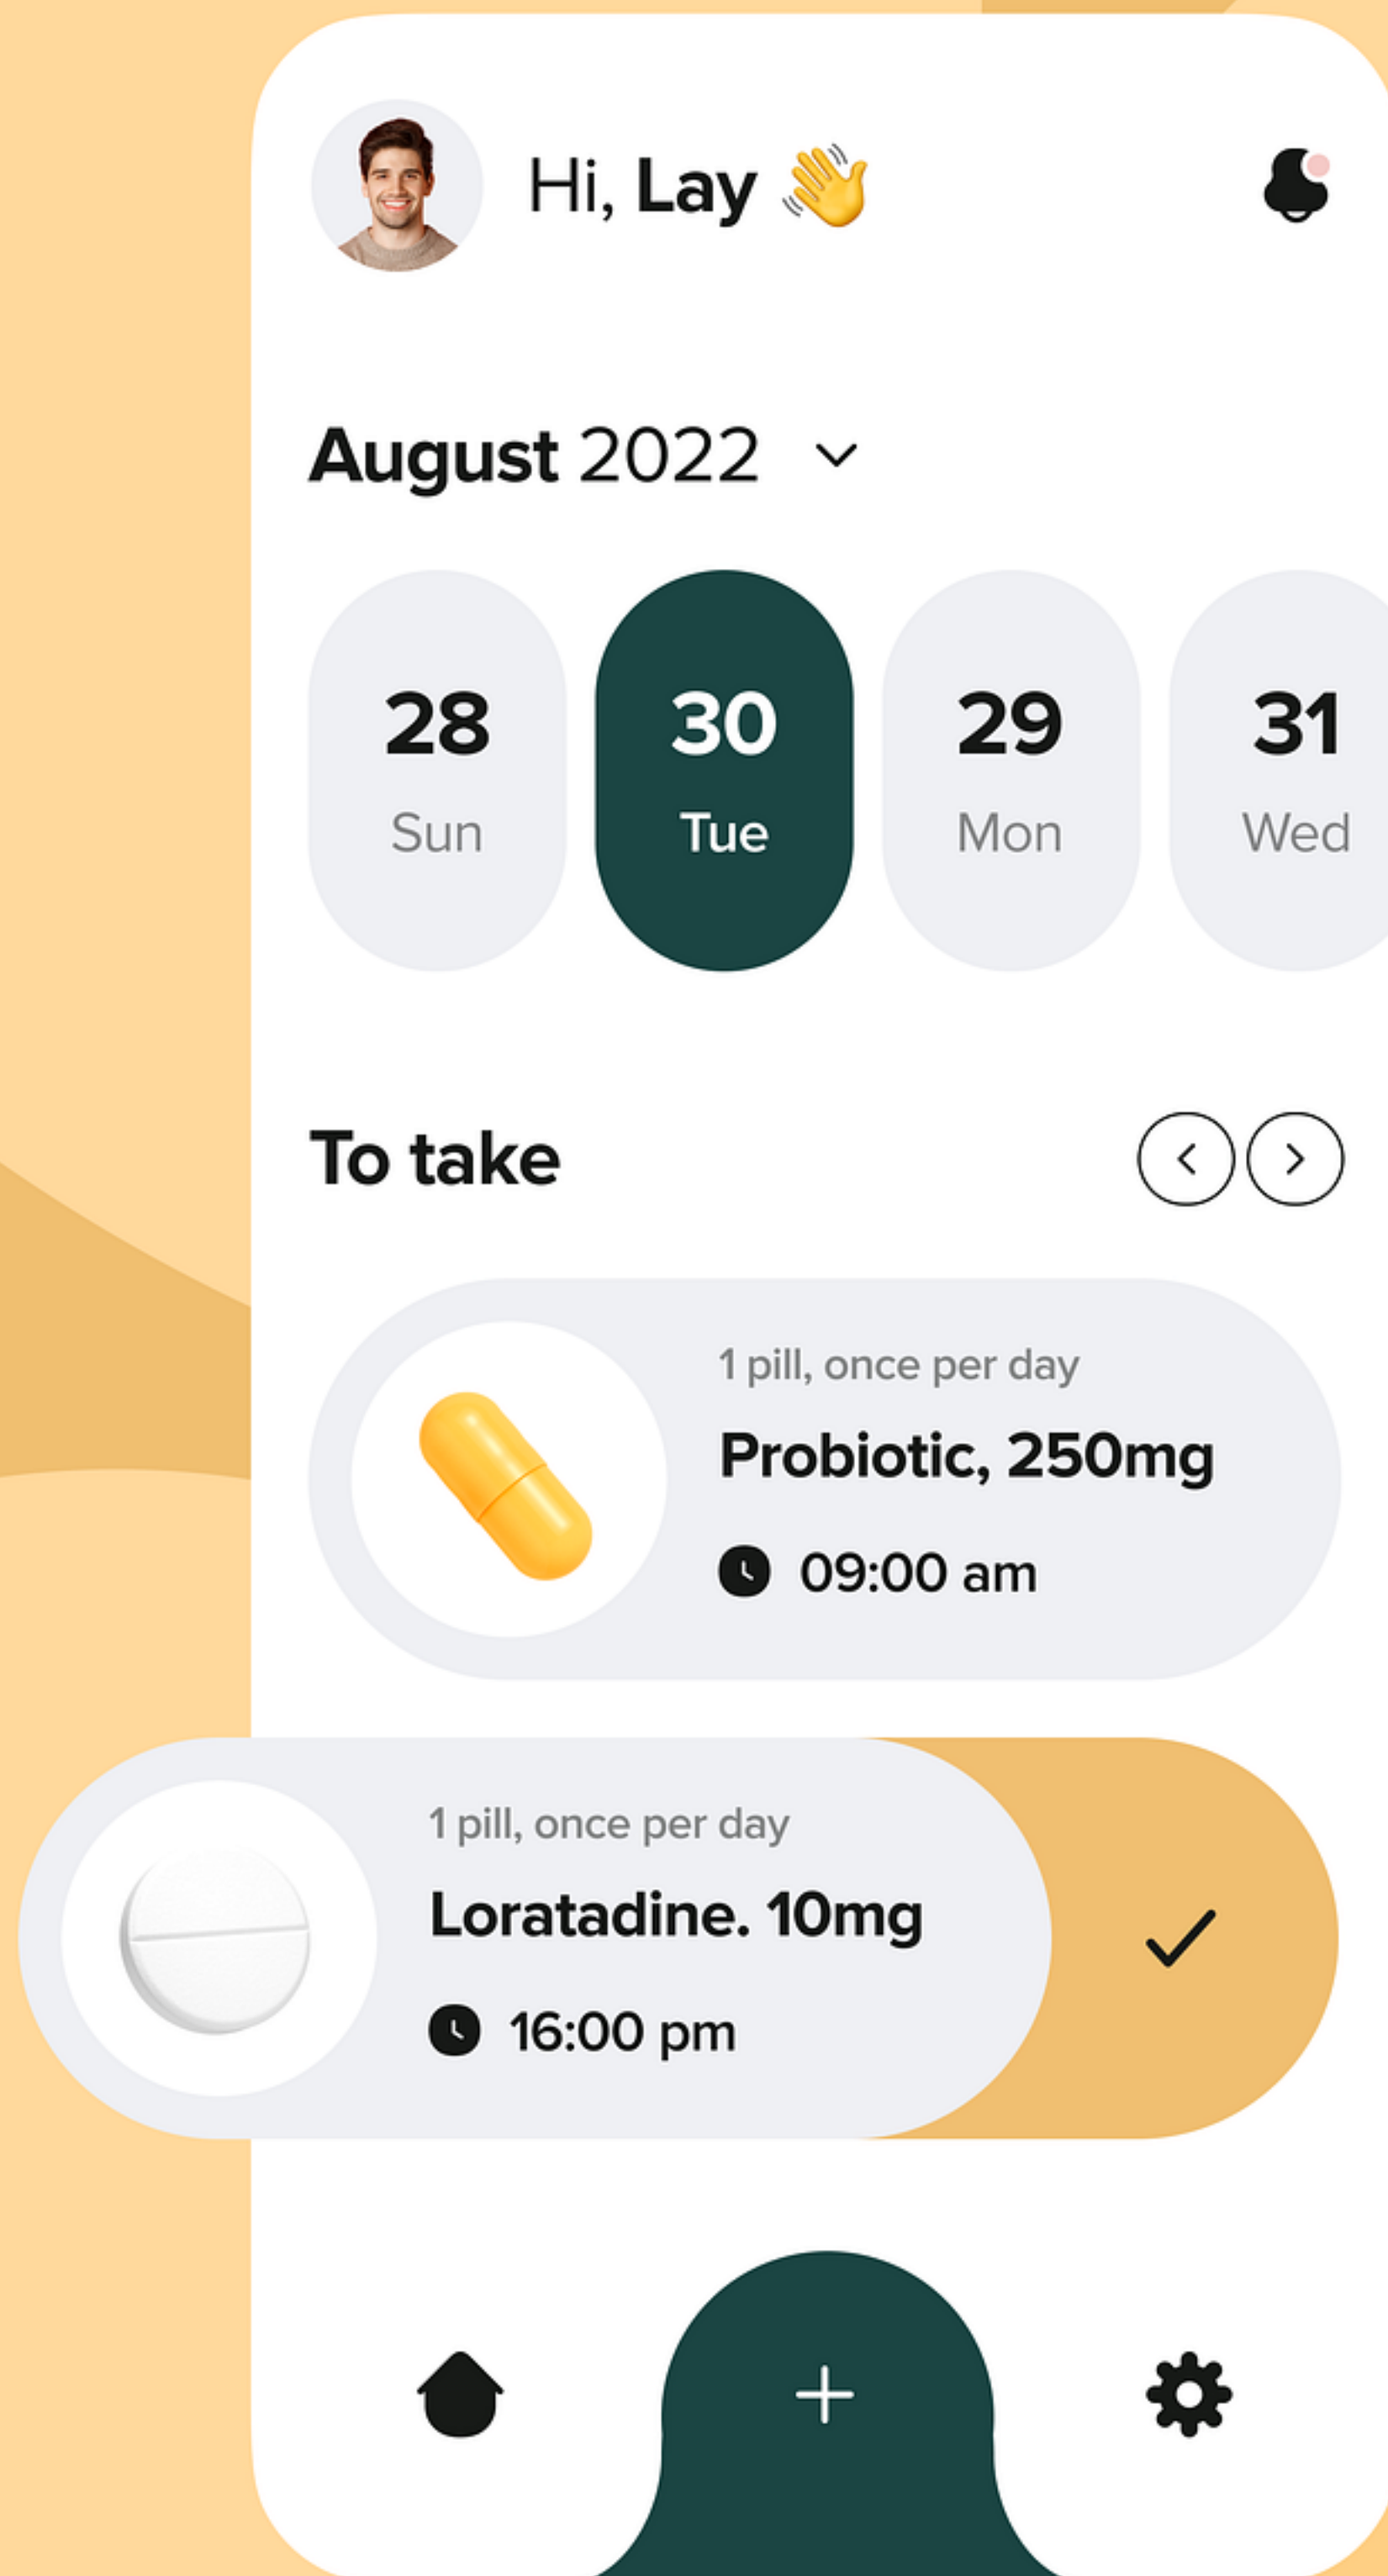 Hi, Lay 👋
August 2022
28 30 29 31
Sun Tue Mon Wed
To take
1 pill, once per day
Probiotic, 250mg
09:00 am
1 pill, once per day
Loratadine. 10mg
16:00 pm